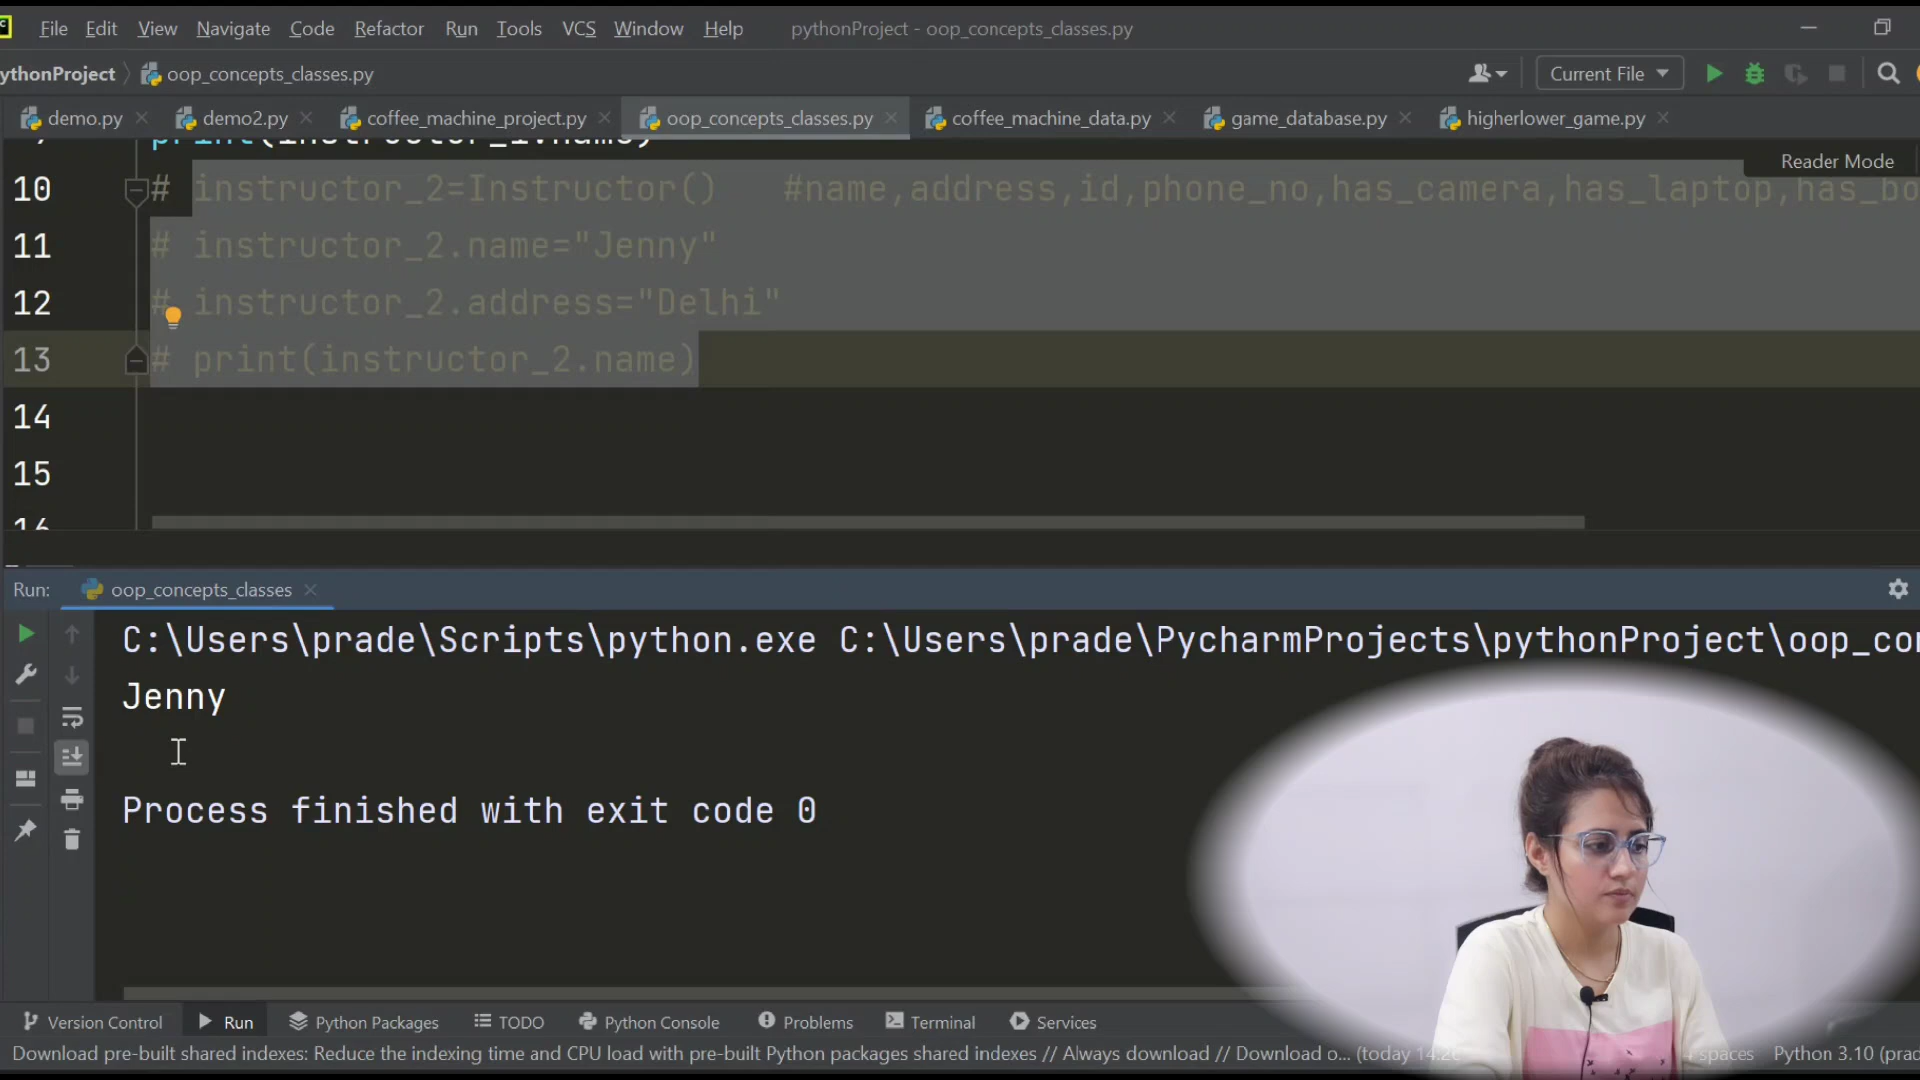 File Edit View Navigate Code Refactor Run Tools VCS Window Help pythonProject - oop_concepts_classes.py
ythonProject oop_concepts_classes.py Current File
demo.py demo2.py coffee_machine_project.py oop_concepts_classes.py coffee_machine_data.py game_database.py higherlower_game.py
print(instructor_1.name)
Reader Mode
10 # instructor_2=Instructor() #name,address,id,phone_no,has_camera,has_laptop,has_bo
11 # instructor_2.name="Jenny"
12 # instructor_2.address="Delhi"
13 # print(instructor_2.name)
14
15
16
Run: oop_concepts_classes
C:\Users\prade\Scripts\python.exe C:\Users\prade\PycharmProjects\pythonProject\oop_con
Jenny
Process finished with exit code 0
Version Control Run Python Packages TODO Python Console Problems Terminal Services
Download pre-built shared indexes: Reduce the indexing time and CPU load with pre-built Python packages shared indexes // Always download // Download o... (today 14:2 spaces Python 3.10 (prad